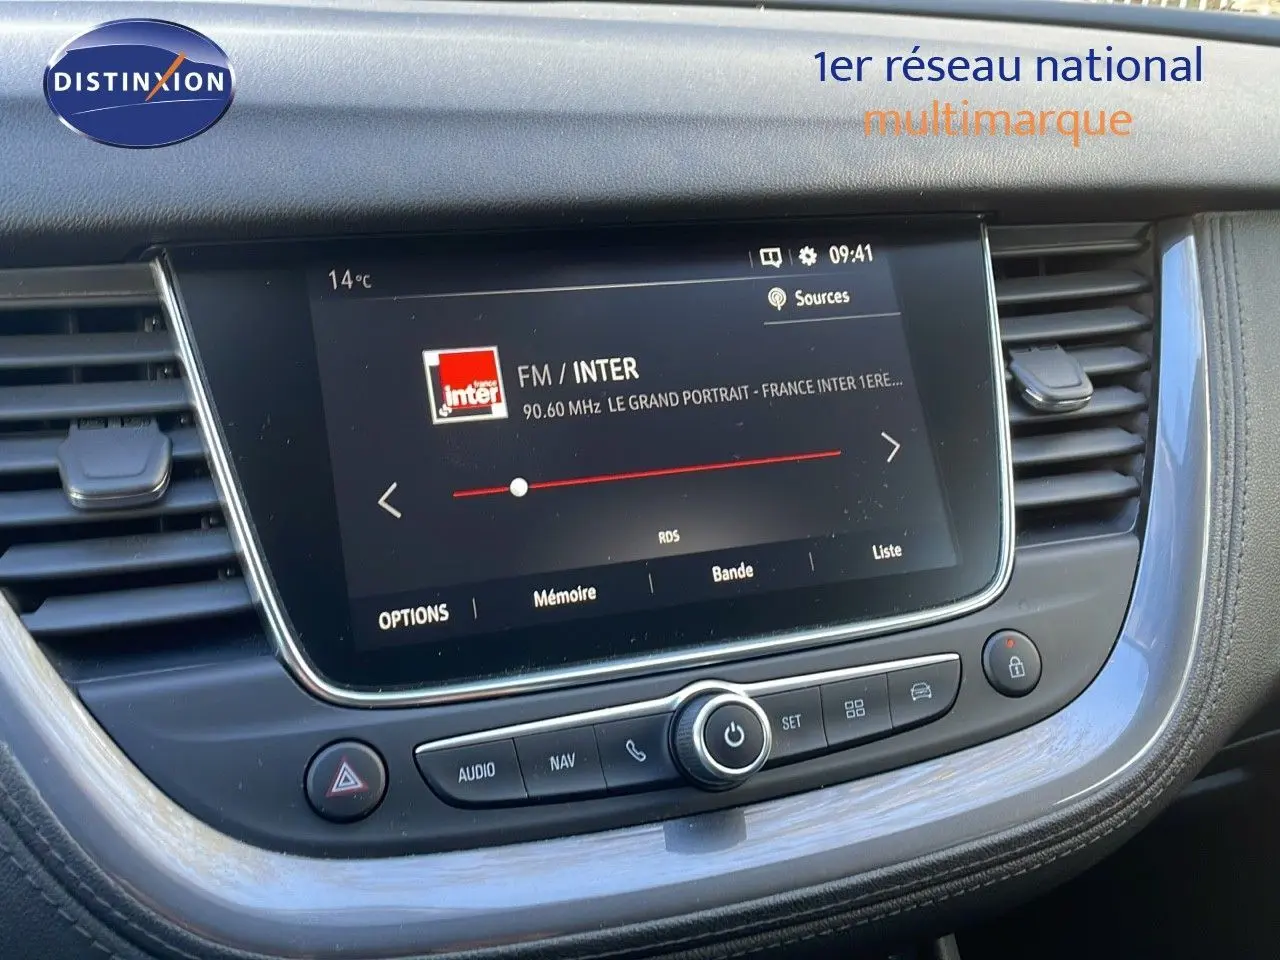 DISTINXION
1er réseau national
multimarque
14°C
09:41
Sources
france
inter
FM / INTER
90.60 MHz LE GRAND PORTRAIT - FRANCE INTER 1ERE...
RDS
OPTIONS
Mémoire
Bande
Liste
AUDIO
NAV
SET